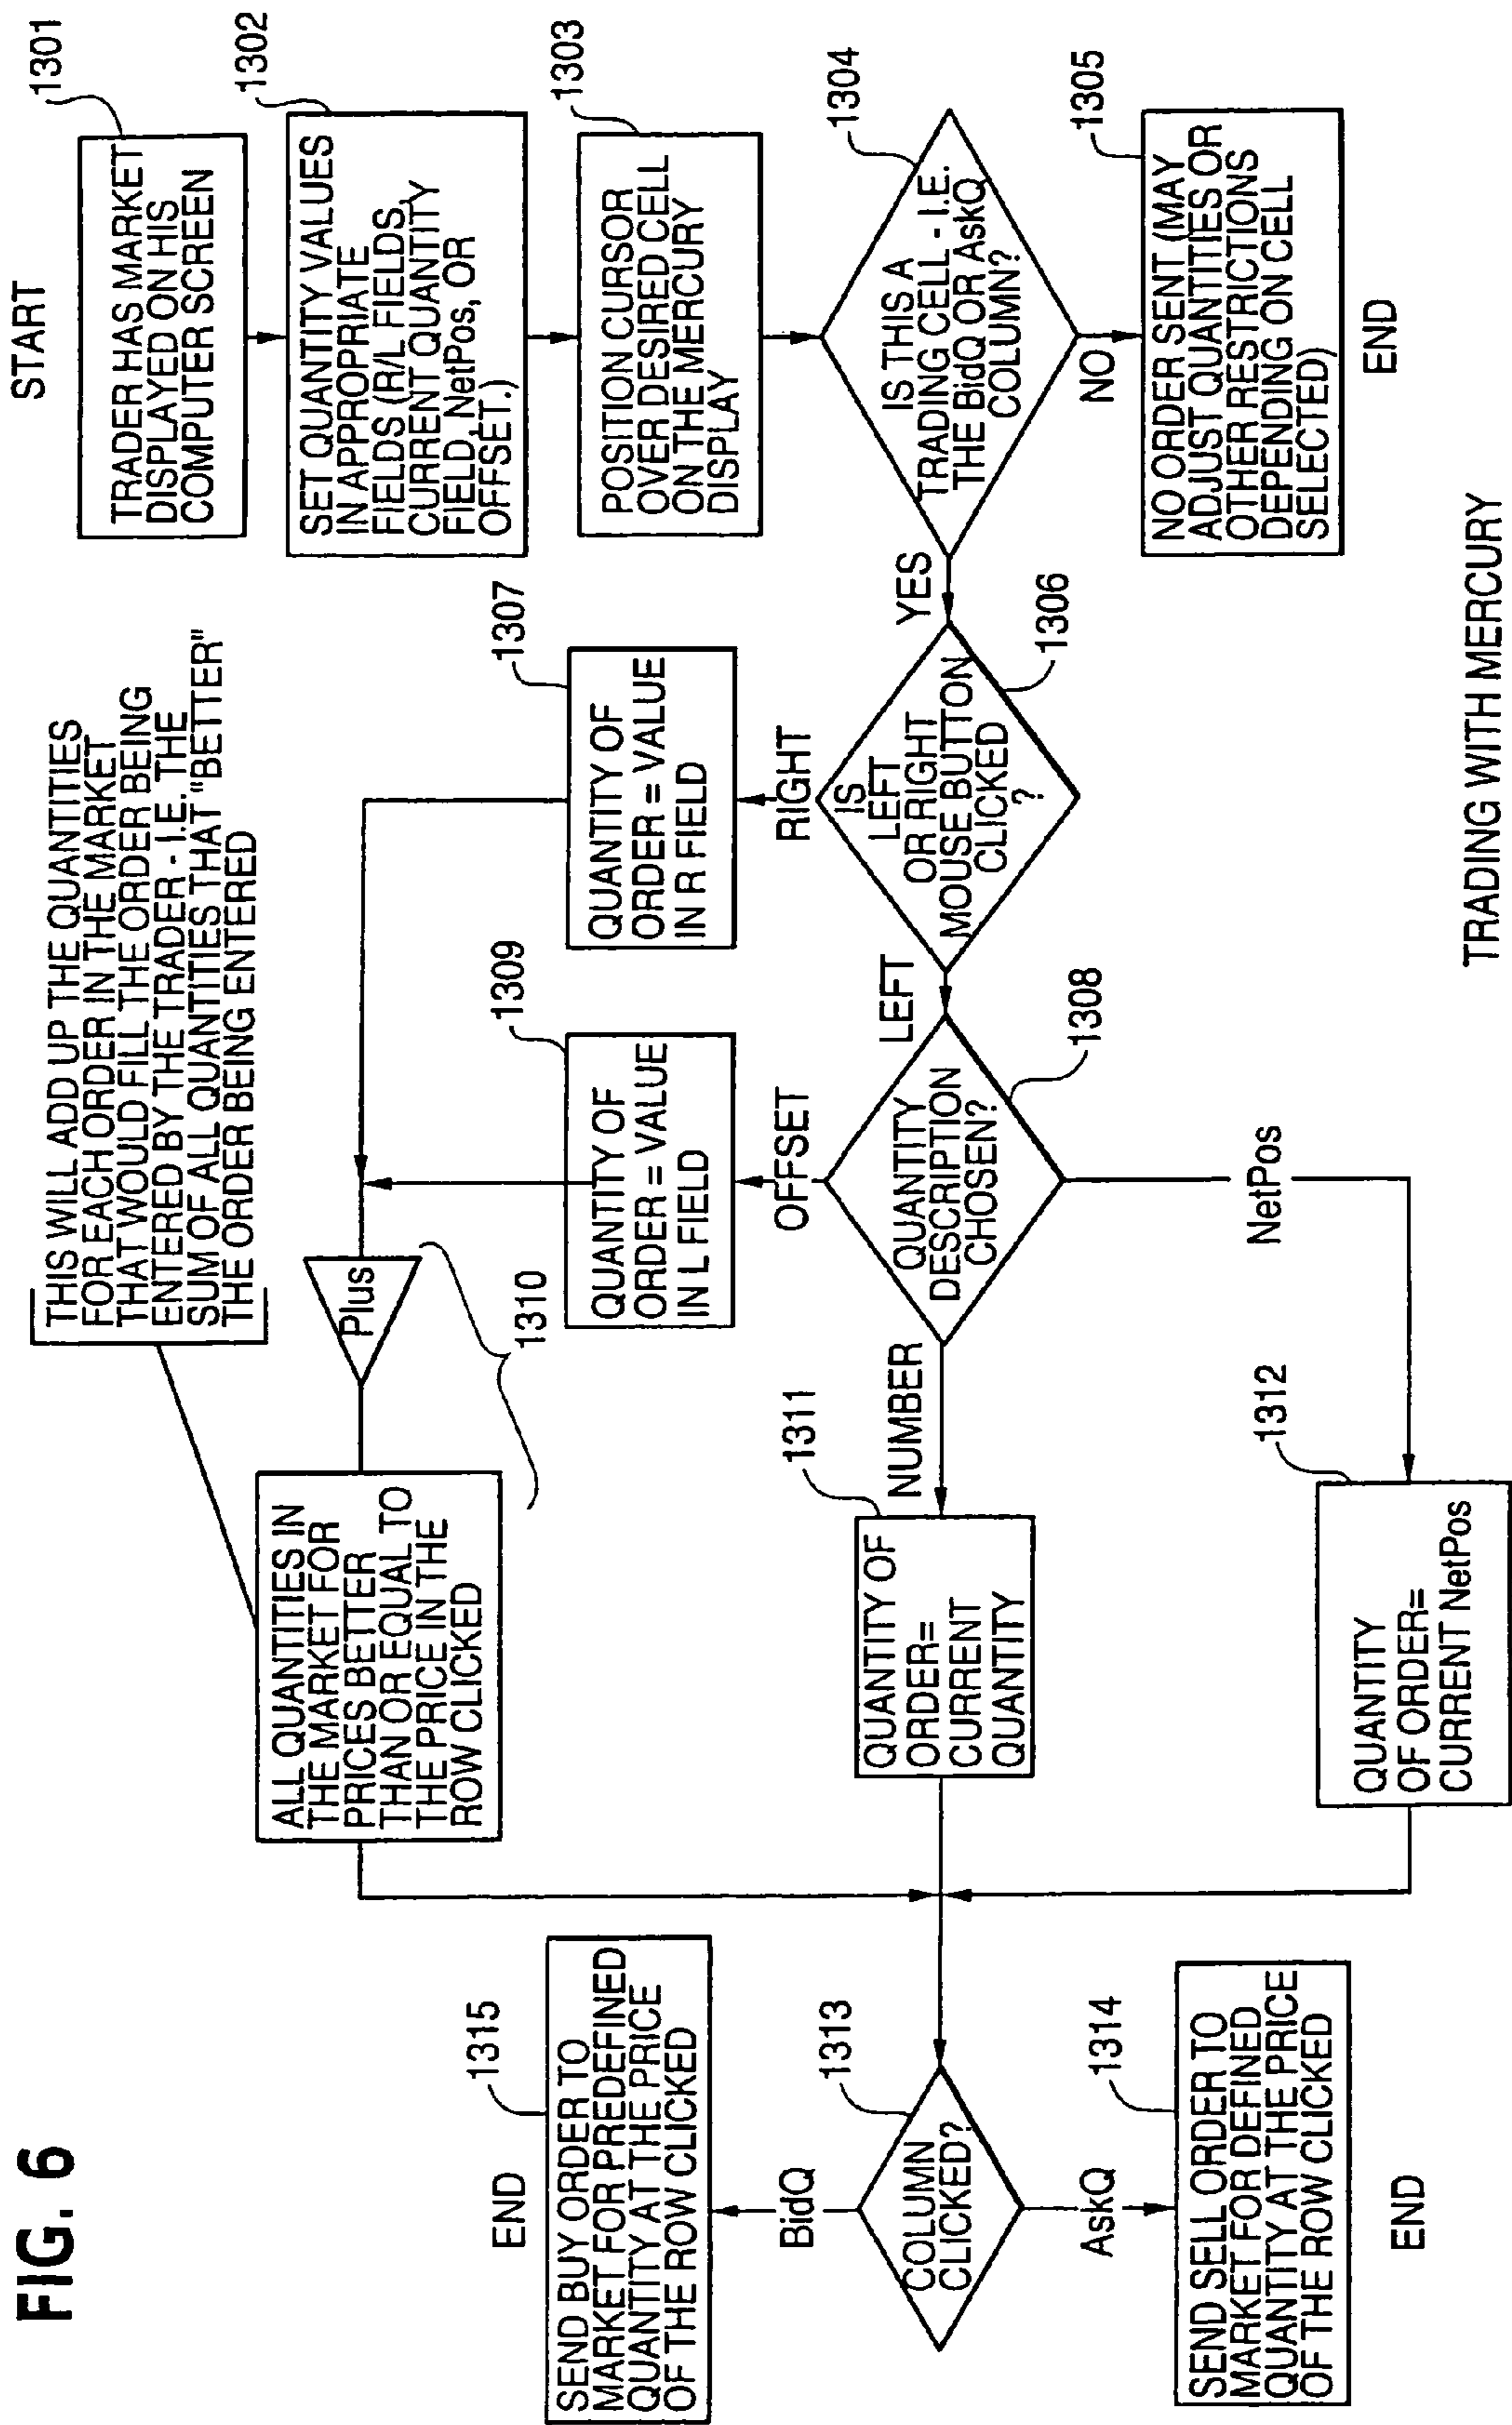 FIG. 6
START
1301
TRADER HAS MARKET
DISPLAYED ON HIS
COMPUTER SCREEN
1302
SET QUANTITY VALUES
IN APPROPRIATE
FIELDS (R/L FIELDS,
CURRENT QUANTITY
FIELD, NetPos, OR
OFFSET.)
1303
POSITION CURSOR
OVER DESIRED CELL
ON THE MERCURY
DISPLAY
1304
IS THIS A
TRADING CELL - I.E.
THE BidQ OR AskQ
COLUMN?
NO
1305
NO ORDER SENT (MAY
ADJUST QUANTITIES OR
OTHER RESTRICTIONS
DEPENDING ON CELL
SELECTED)
END
YES
1306
IS
LEFT
OR RIGHT
MOUSE BUTTON
CLICKED
?
RIGHT
1307
QUANTITY OF
ORDER = VALUE
IN R FIELD
LEFT
1308
QUANTITY
DESCRIPTION
CHOSEN?
OFFSET
1309
QUANTITY OF
ORDER = VALUE
IN L FIELD
Plus
1310
ALL QUANTITIES IN
THE MARKET FOR
PRICES BETTER
THAN OR EQUAL TO
THE PRICE IN THE
ROW CLICKED
THIS WILL ADD UP THE QUANTITIES
FOR EACH ORDER IN THE MARKET
THAT WOULD FILL THE ORDER BEING
ENTERED BY THE TRADER - I.E. THE
SUM OF ALL QUANTITIES THAT "BETTER"
THE ORDER BEING ENTERED
NUMBER
1311
QUANTITY OF
ORDER=
CURRENT
QUANTITY
NetPos
1312
QUANTITY
OF ORDER=
CURRENT NetPos
1313
COLUMN
CLICKED?
BidQ
1315
SEND BUY ORDER TO
MARKET FOR PREDEFINED
QUANTITY AT THE PRICE
OF THE ROW CLICKED
END
AskQ
1314
SEND SELL ORDER TO
MARKET FOR DEFINED
QUANTITY AT THE PRICE
OF THE ROW CLICKED
END
TRADING WITH MERCURY